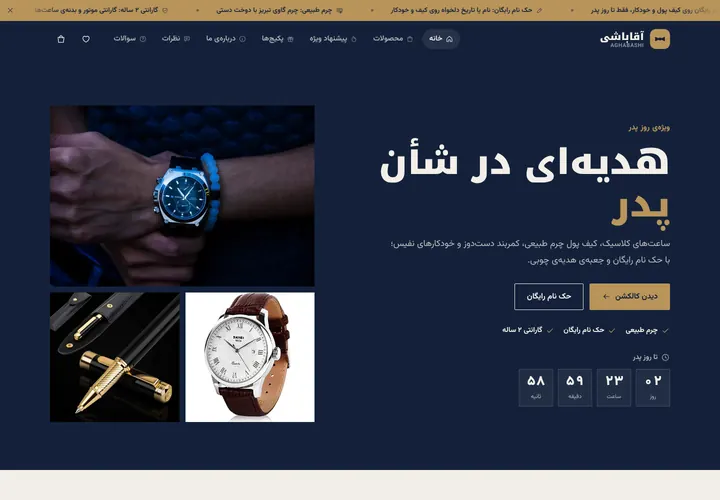 رایگان روی کیف پول و خودکار، فقط تا روز پدر • حک نام رایگان: نام یا تاریخ دلخواه روی کیف و خودکار • چرم طبیعی: چرم گاوی تبریز با دوخت دستی • گارانتی ۲ ساله: گارانتی موتور و بدنه‌ی ساعت‌ها
آقاباشی
AGHABASHI
خانه محصولات پیشنهاد ویژه پکیج‌ها درباره‌ی ما نظرات سوالات
ویژه‌ی روز پدر
هدیه‌ای در شأن
پدر
ساعت‌های کلاسیک، کیف پول چرم طبیعی، کمربند دست‌دوز و خودکارهای نفیس؛
با حک نام رایگان و جعبه‌ی هدیه‌ی چوبی.
دیدن کالکشن
حک نام رایگان
چرم طبیعی حک نام رایگان گارانتی ۲ ساله
تا روز پدر
۰۲ ۲۳ ۵۹ ۵۸
روز ساعت دقیقه ثانیه